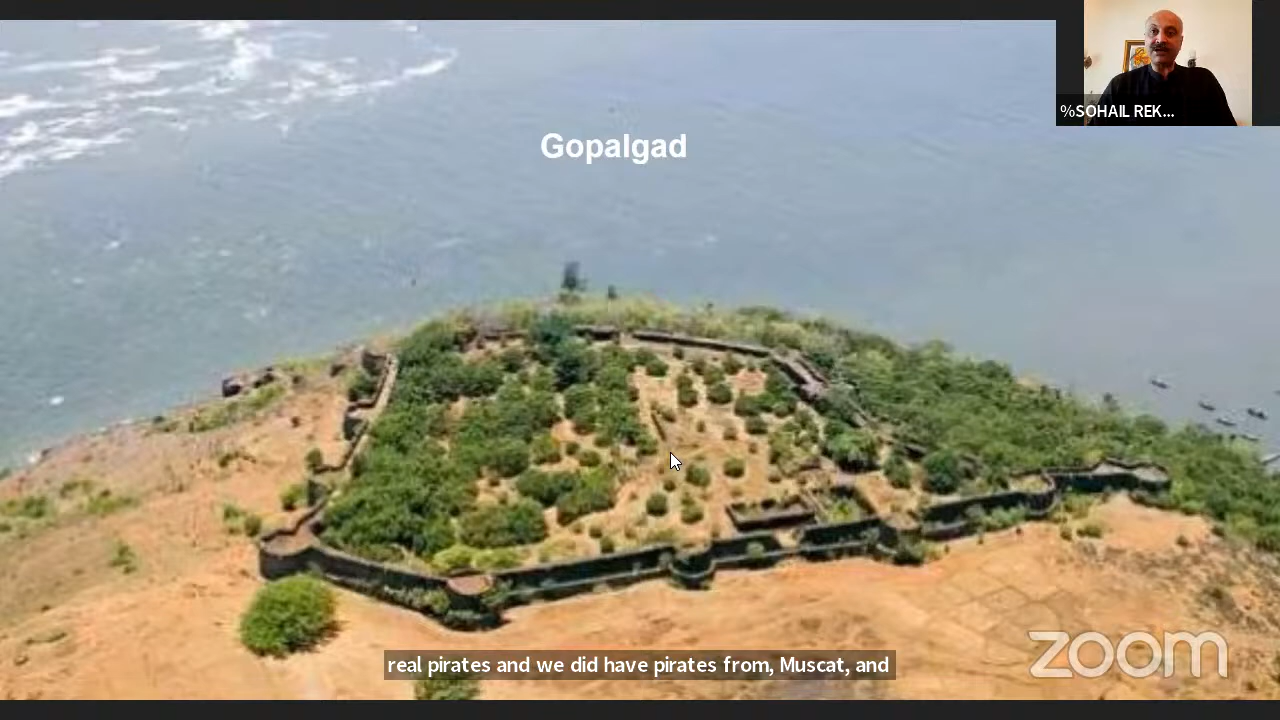 %SOHAIL REK...
Gopalgad
real pirates and we did have pirates from, Muscat, and
zoom